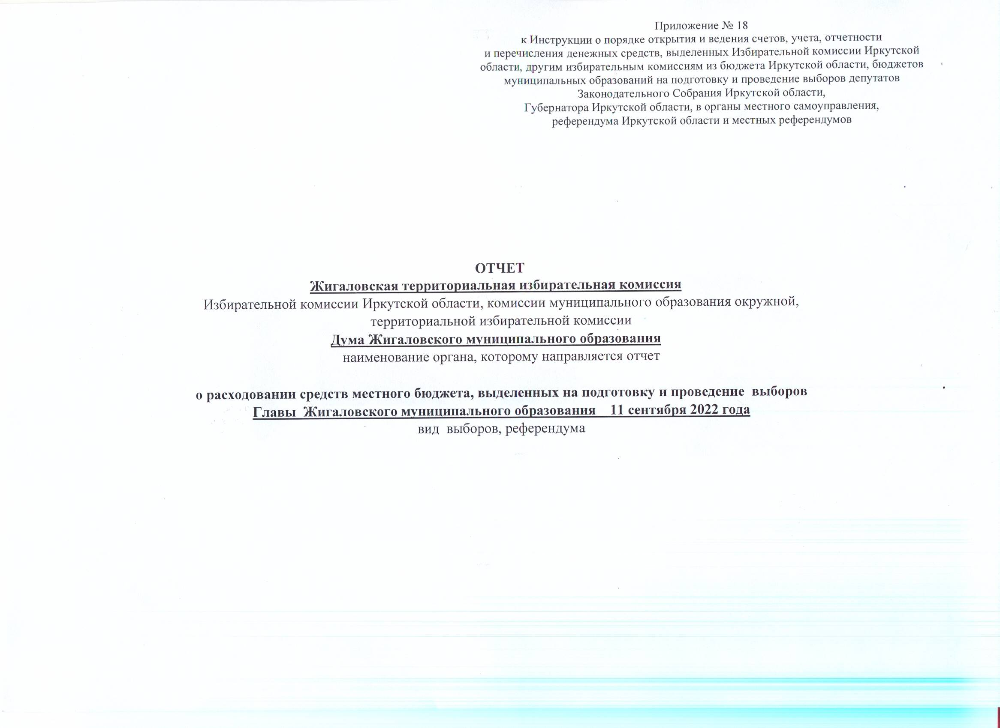 Приложение № 18
к Инструкции о порядке открытия и ведения счетов, учета, отчетности
и перечисления денежных средств, выделенных Избирательной комиссии Иркутской
области, другим избирательным комиссиям из бюджета Иркутской области, бюджетов
муниципальных образований на подготовку и проведение выборов депутатов
Законодательного Собрания Иркутской области,
Губернатора Иркутской области, в органы местного самоуправления,
референдума Иркутской области и местных референдумов
ОТЧЕТ
Жигаловская территориальная избирательная комиссия
Избирательной комиссии Иркутской области, комиссии муниципального образования окружной,
территориальной избирательной комиссии
Дума Жигаловского муниципального образования
наименование органа, которому направляется отчет
о расходовании средств местного бюджета, выделенных на подготовку и проведение выборов
Главы Жигаловского муниципального образования 11 сентября 2022 года
вид выборов, референдума